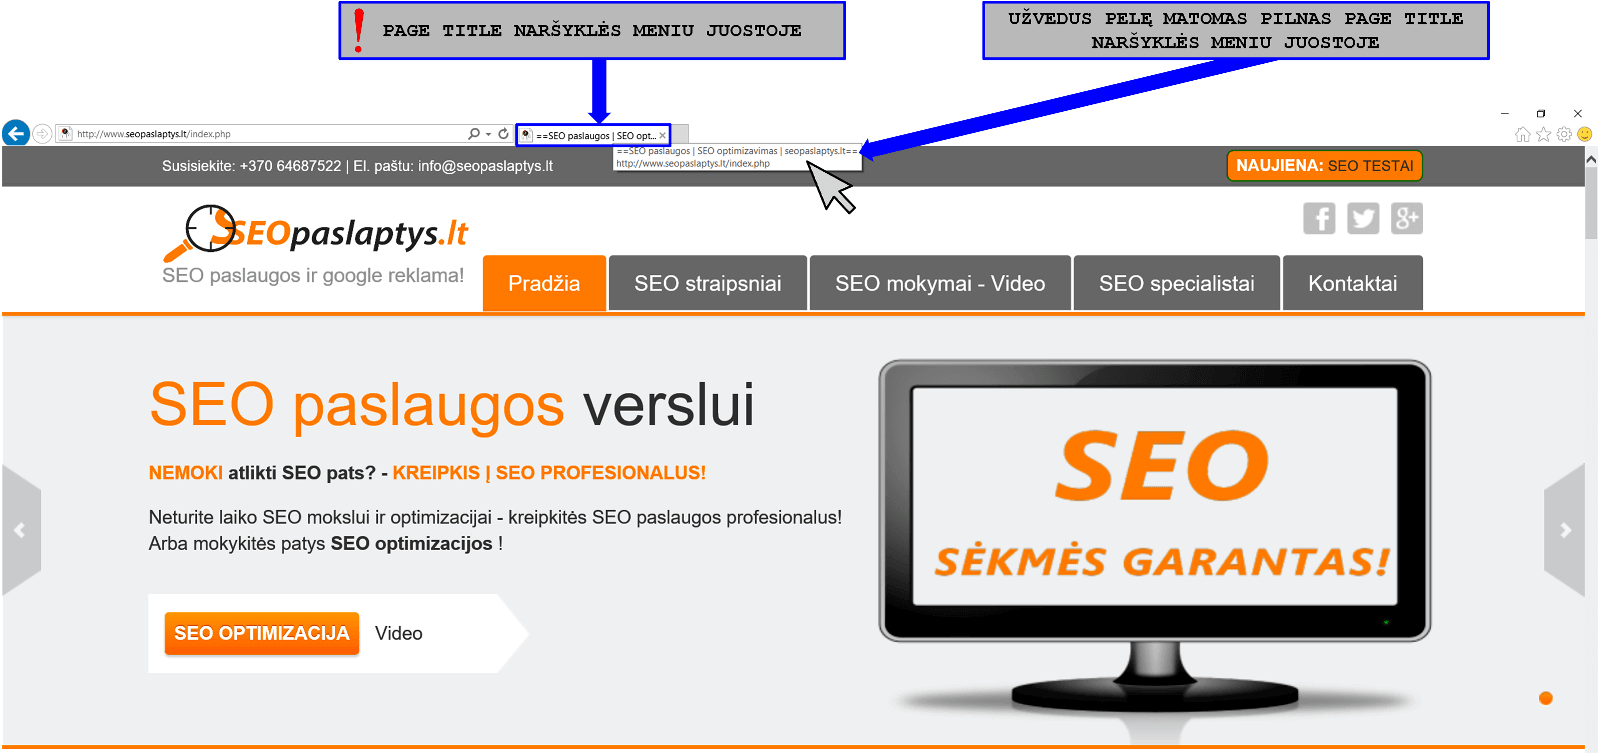 PAGE TITLE NARŠYKLĖS MENIU JUOSTOJE
UŽVEDUS PELĘ MATOMAS PILNAS PAGE TITLE
NARŠYKLĖS MENIU JUOSTOJE
http://www.seopaslaptys.lt/index.php
==SEO paslaugos | SEO opt...
==SEO paslaugos | SEO optimizavimas | seopaslaptys.lt==
http://www.seopaslaptys.lt/index.php
Susisiekite: +370 64687522 | El. paštu: info@seopaslaptys.lt
NAUJIENA: SEO TESTAI
SEOpaslaptys.lt
SEO paslaugos ir google reklama!
Pradžia
SEO straipsniai
SEO mokymai - Video
SEO specialistai
Kontaktai
SEO paslaugos verslui
NEMOKI atlikti SEO pats? - KREIPKIS Į SEO PROFESIONALUS!
Neturite laiko SEO mokslui ir optimizacijai - kreipkitės SEO paslaugos profesionalus!
Arba mokykitės patys SEO optimizacijos !
SEO OPTIMIZACIJA
Video
SEO
SĖKMĖS GARANTAS!